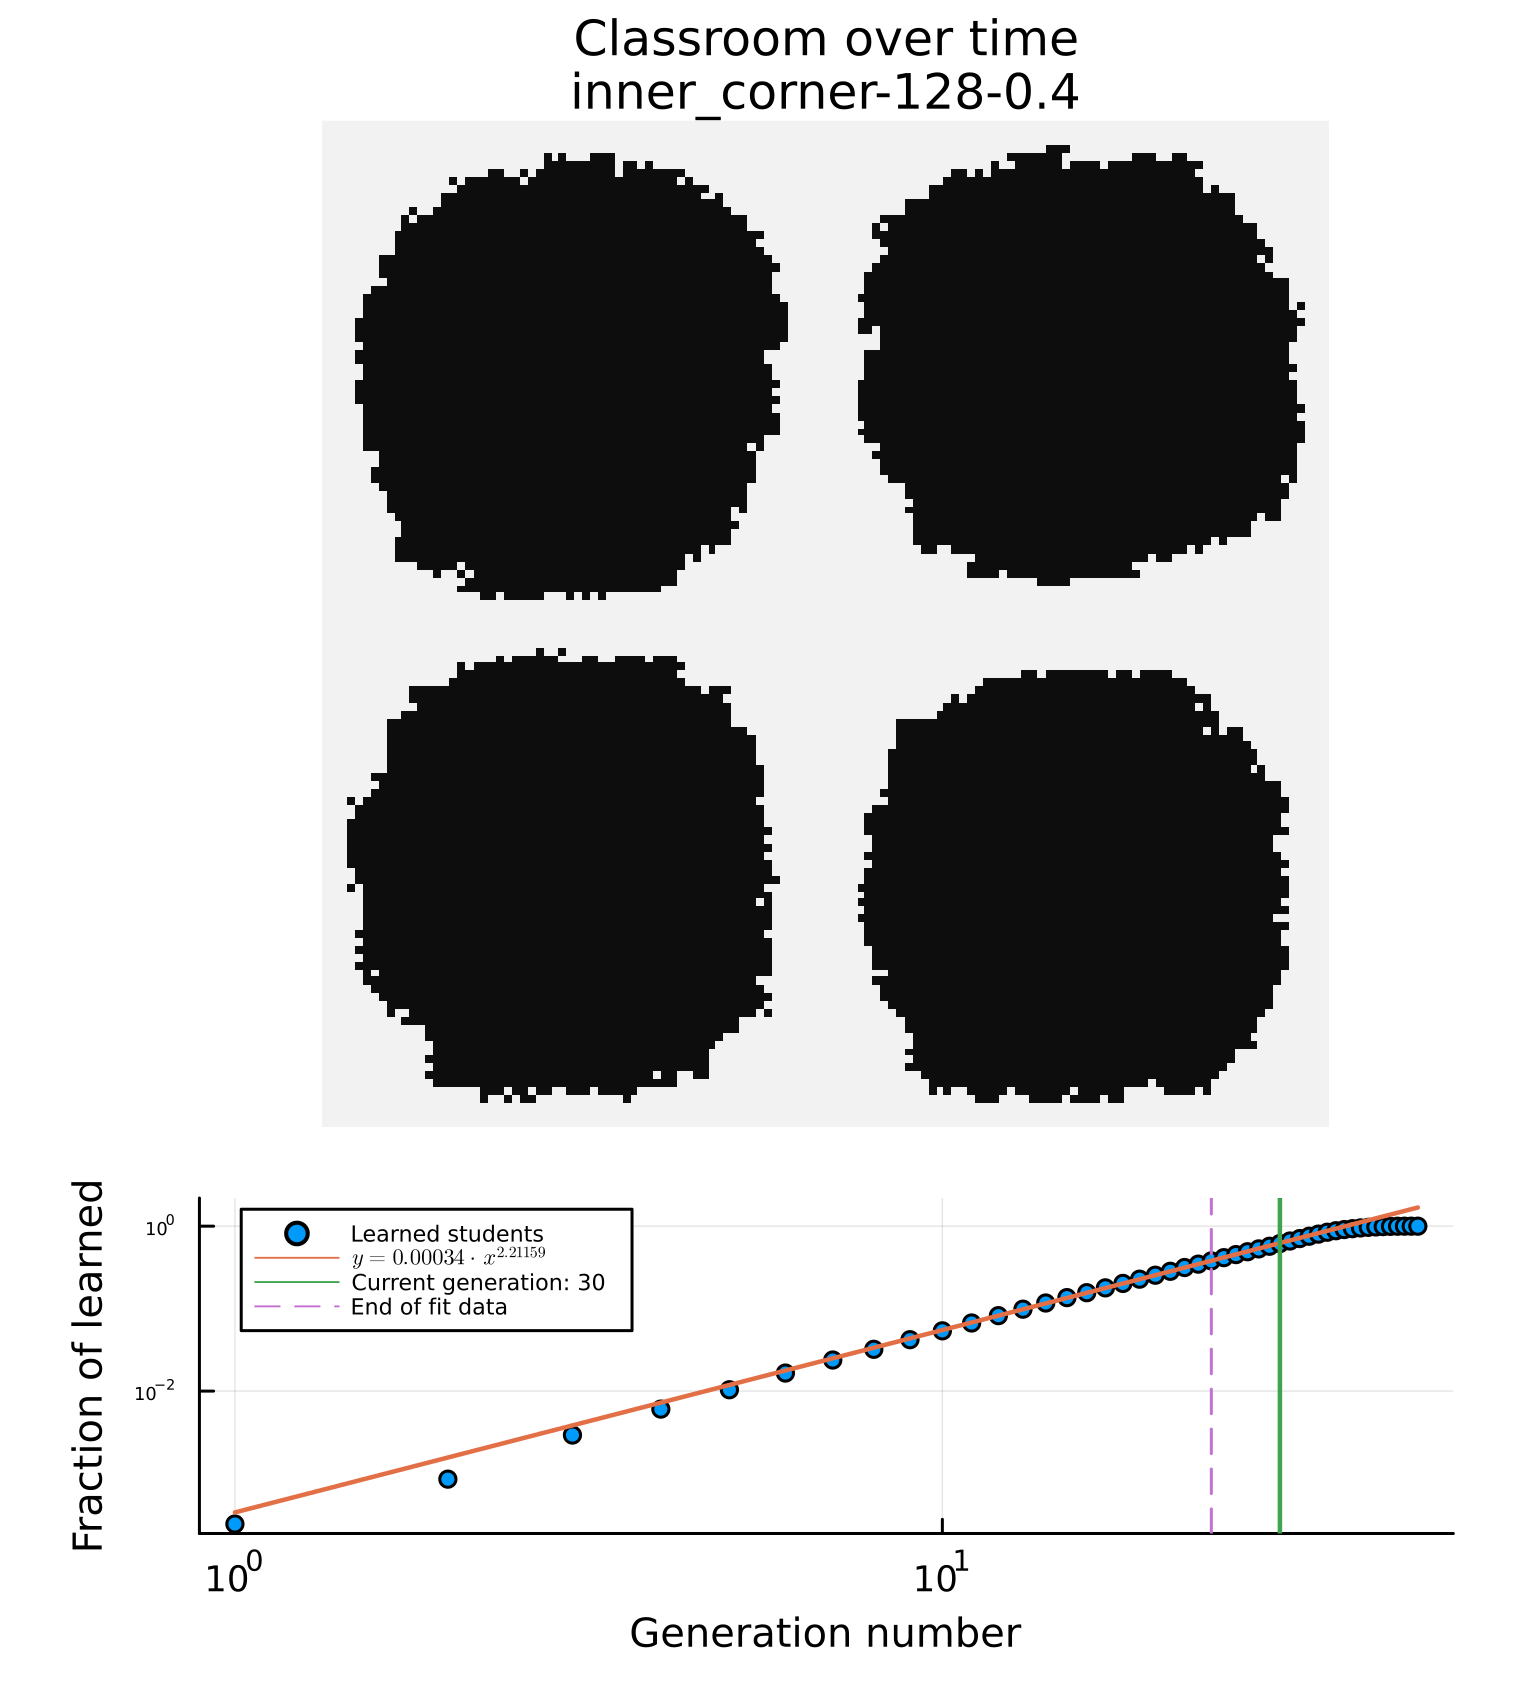 Classroom over time
inner_corner-128-0.4
Fraction of learned
10^0
10^−2
Learned students
y = 0.00034 · x^2.21159
Current generation: 30
End of fit data
10^0
10^1
Generation number